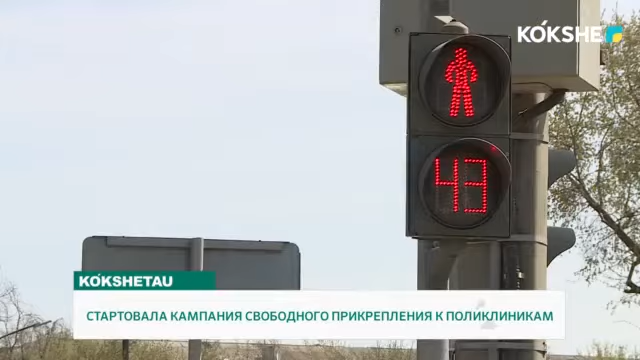 KÓKSHE
43
KÓKSHETAU
СТАРТОВАЛА КАМПАНИЯ СВОБОДНОГО ПРИКРЕПЛЕНИЯ К ПОЛИКЛИНИКАМ